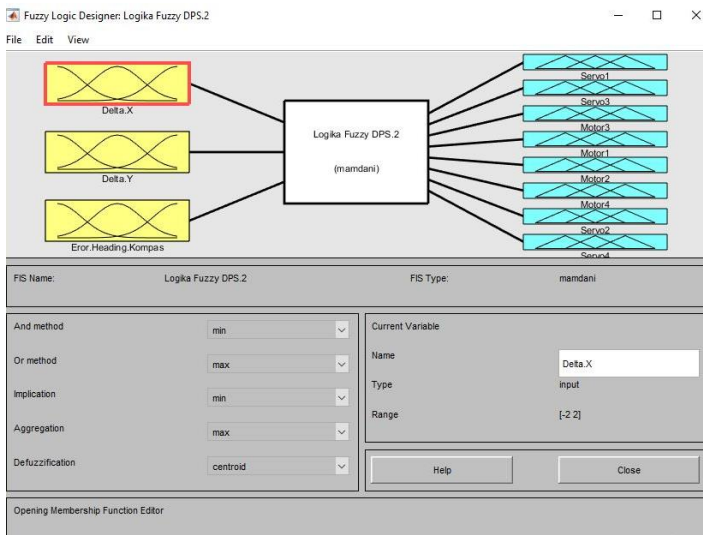 Fuzzy Logic Designer: Logika Fuzzy DPS.2
File Edit View
Delta.X
Delta.Y
Eror.Heading.Kompas
Logika Fuzzy DPS.2
(mamdani)
Servo1
Servo3
Motor3
Motor1
Motor2
Motor4
Servo2
Servo4
FIS Name: Logika Fuzzy DPS.2 FIS Type: mamdani
And method min
Or method max
Implication min
Aggregation max
Defuzzification centroid
Current Variable
Name Delta.X
Type input
Range [-2 2]
Help Close
Opening Membership Function Editor